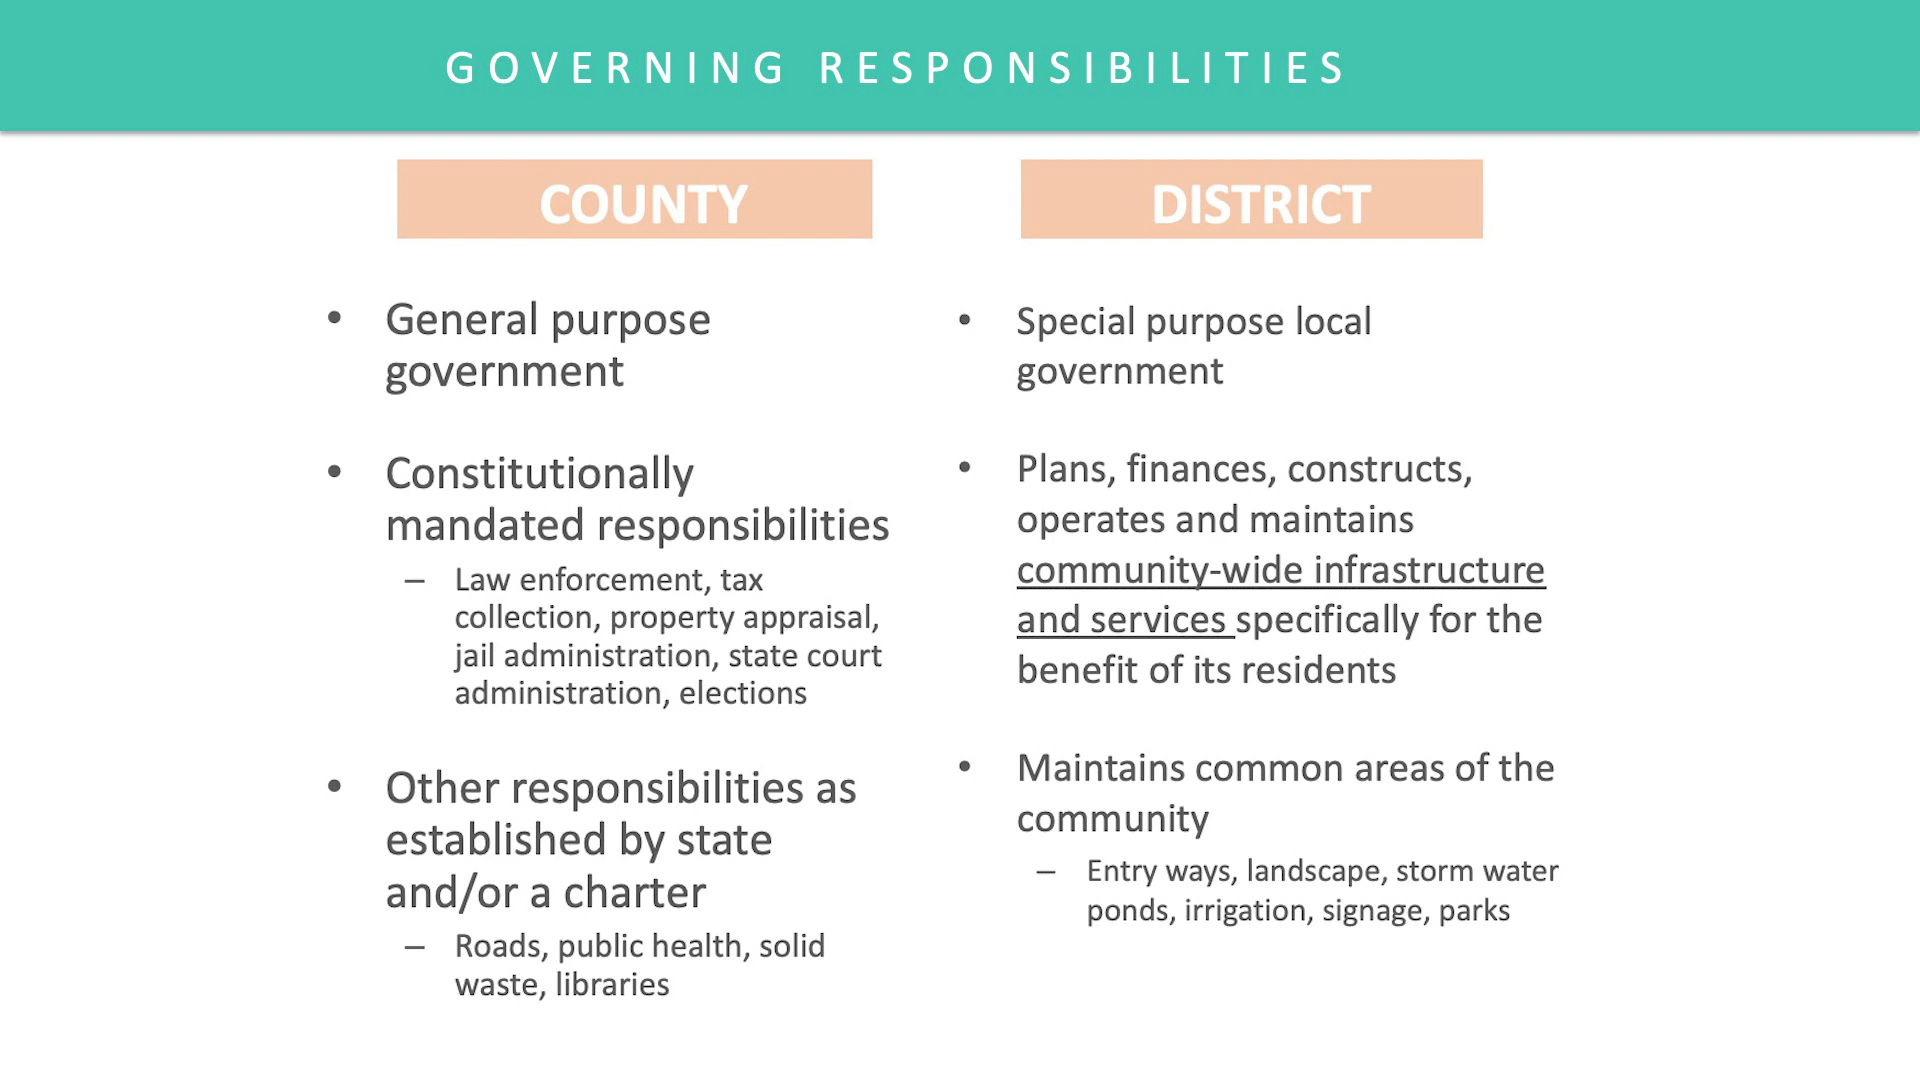 GOVERNING RESPONSIBILITIES
COUNTY
• General purpose
government
• Constitutionally
mandated responsibilities
– Law enforcement, tax
collection, property appraisal,
jail administration, state court
administration, elections
• Other responsibilities as
established by state
and/or a charter
– Roads, public health, solid
waste, libraries
DISTRICT
• Special purpose local
government
• Plans, finances, constructs,
operates and maintains
community-wide infrastructure
and services specifically for the
benefit of its residents
• Maintains common areas of the
community
– Entry ways, landscape, storm water
ponds, irrigation, signage, parks